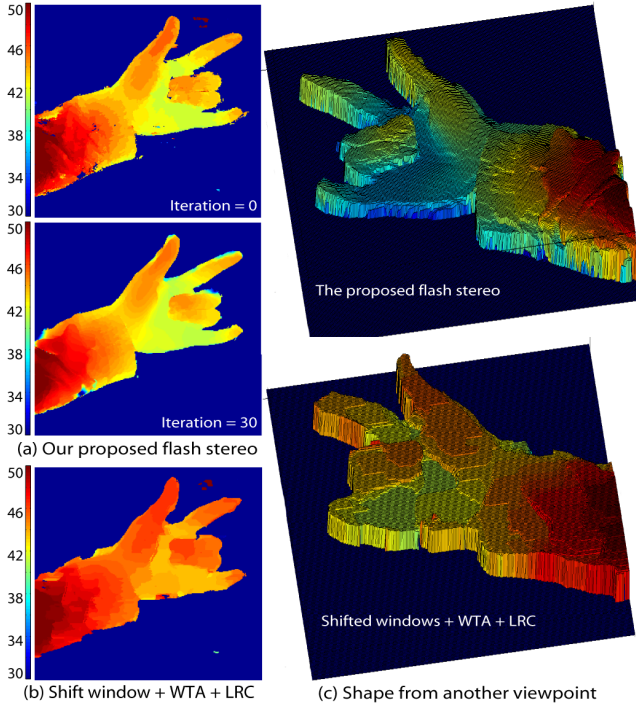 50
46
42
38
34
30
Iteration = 0
50
46
42
38
34
30
Iteration = 30
(a) Our proposed flash stereo
50
46
42
38
34
30
(b) Shift window + WTA + LRC
The proposed flash stereo
Shifted windows + WTA + LRC
(c) Shape from another viewpoint